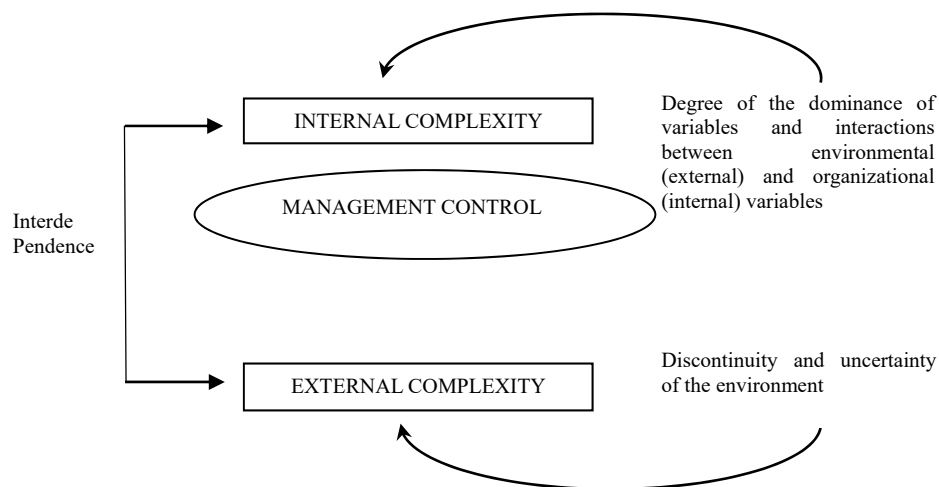 INTERNAL COMPLEXITY
Degree of the dominance of
variables and interactions
between environmental
(external) and organizational
(internal) variables
MANAGEMENT CONTROL
Interde
Pendence
EXTERNAL COMPLEXITY
Discontinuity and uncertainty
of the environment